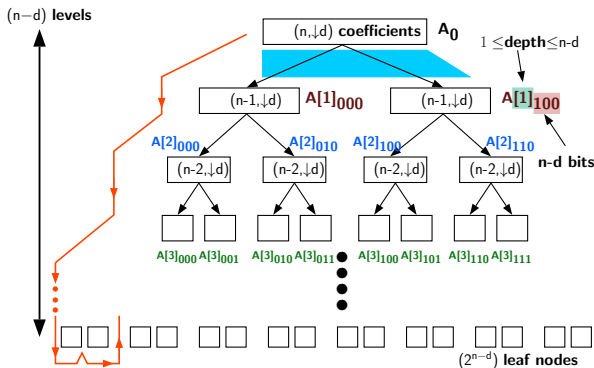 (n−d) levels
(n,↓d) coefficients A₀
1 ≤depth≤n-d
(n-1,↓d) A[1]₀₀₀ (n-1,↓d) A[1]₁₀₀
A[2]₀₀₀ A[2]₀₁₀ A[2]₁₀₀ A[2]₁₁₀
n-d bits
(n-2,↓d) (n-2,↓d) (n-2,↓d) (n-2,↓d)
A[3]₀₀₀ A[3]₀₀₁ A[3]₀₁₀ A[3]₀₁₁ A[3]₁₀₀ A[3]₁₀₁ A[3]₁₁₀ A[3]₁₁₁
(2ⁿ⁻ᵈ) leaf nodes